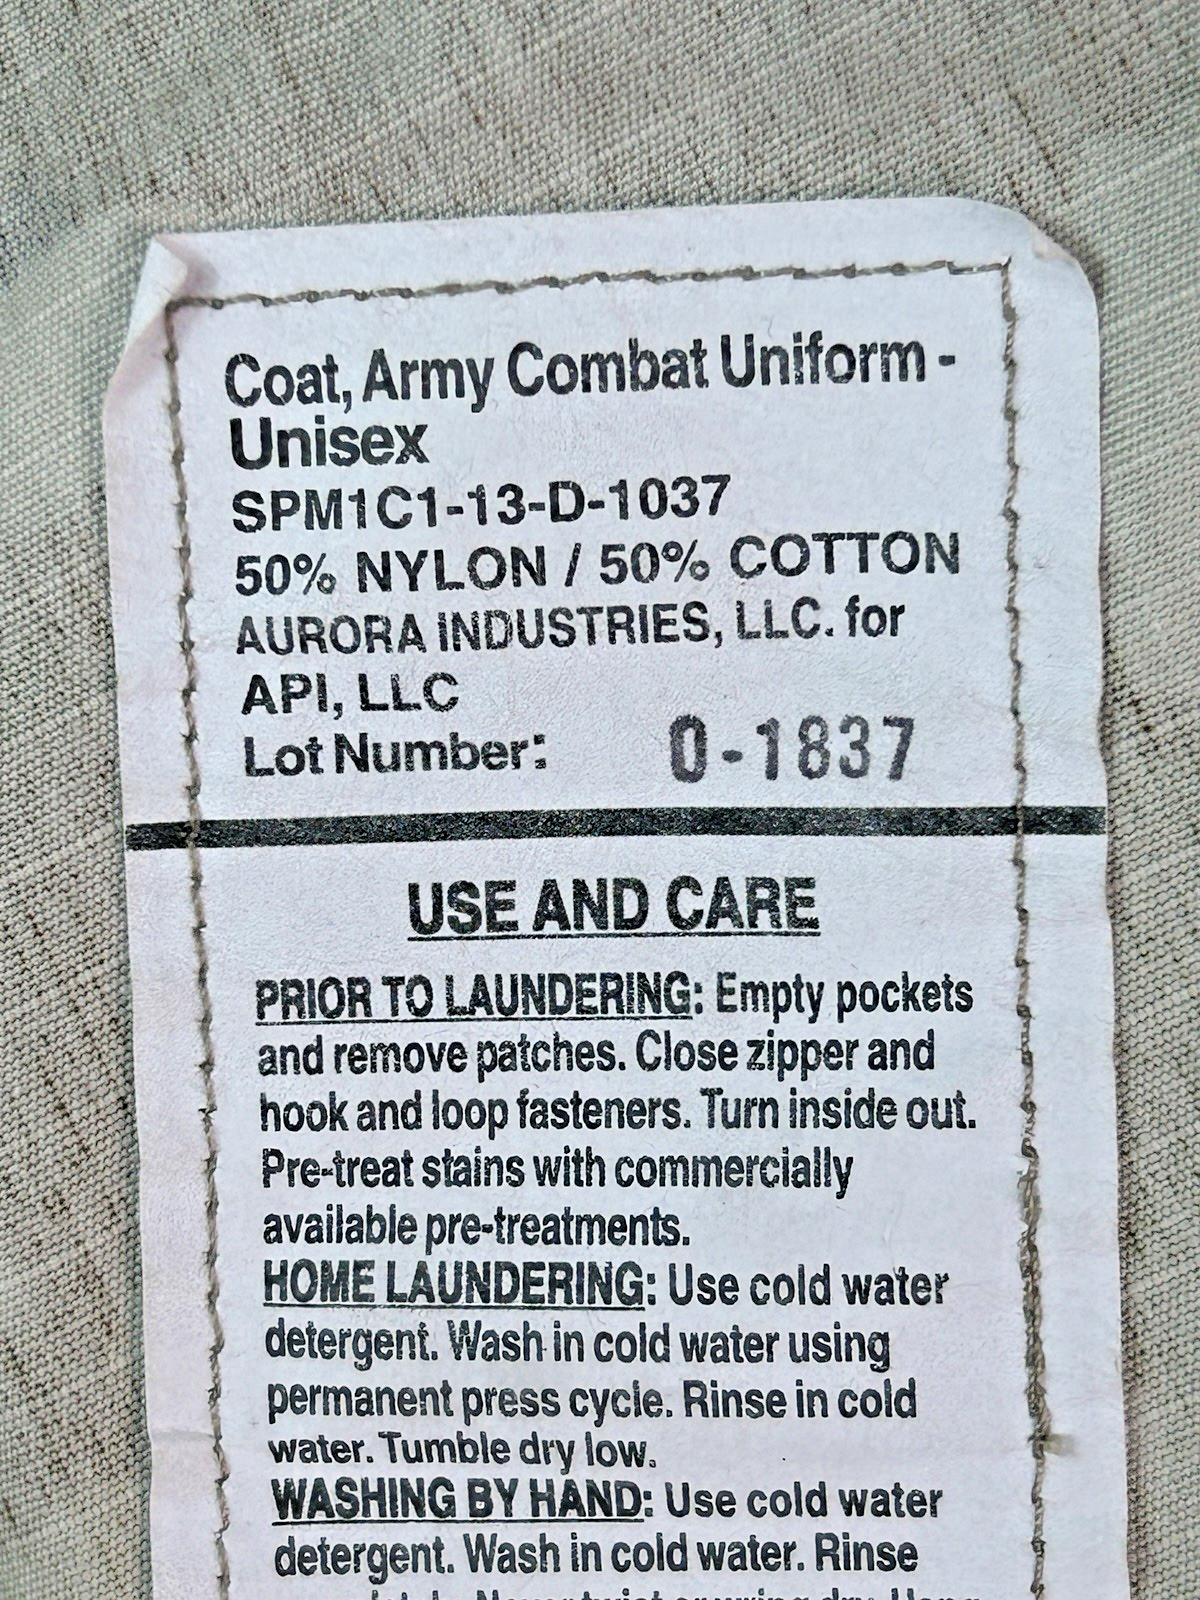 Coat, Army Combat Uniform -
Unisex
SPM1C1-13-D-1037
50% NYLON / 50% COTTON
AURORA INDUSTRIES, LLC. for
API, LLC
Lot Number: 0-1837
USE AND CARE
PRIOR TO LAUNDERING: Empty pockets
and remove patches. Close zipper and
hook and loop fasteners. Turn inside out.
Pre-treat stains with commercially
available pre-treatments.
HOME LAUNDERING: Use cold water
detergent. Wash in cold water using
permanent press cycle. Rinse in cold
water. Tumble dry low.
WASHING BY HAND: Use cold water
detergent. Wash in cold water. Rinse